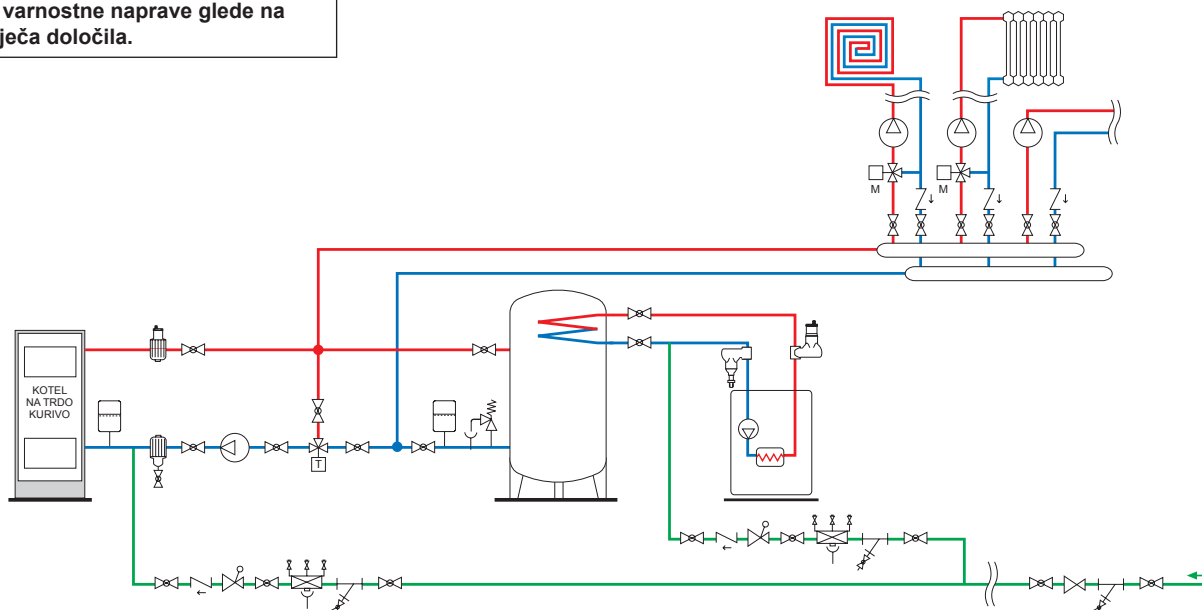 varnostne naprave glede na
ječa določila.
M
M
KOTEL
NA TRDO
KURIVO
T